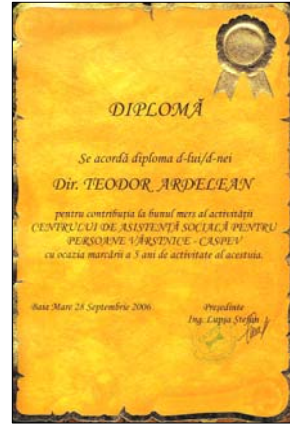 DIPLOMĂ
Se acordă diploma d-lui/d-nei
Dir. TEODOR ARDELEAN
pentru contribuția la bunul mers al activității
CENTRULUI DE ASISTENȚĂ SOCIALĂ PENTRU
PERSOANE VÂRSTNICE - CASPEV
cu ocazia marcării a 5 ani de activitate al acestuia.
Baia Mare 28 Septembrie 2006
Președinte
Ing. Lupșa Ștefan